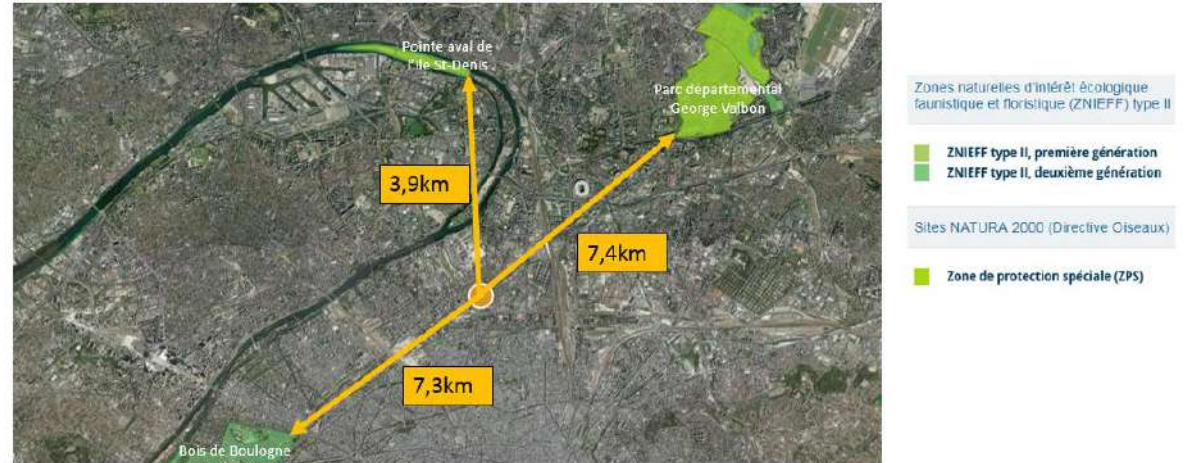 Pointe aval de
l'Ile St-Denis
Parc départemental
George Valbon
3,9km
7,4km
7,3km
Bois de Boulogne
Zones naturelles d'intérêt écologique
faunistique et floristique (ZNIEFF) type II
ZNIEFF type II, première génération
ZNIEFF type II, deuxième génération
Sites NATURA 2000 (Directive Oiseaux)
Zone de protection spéciale (ZPS)